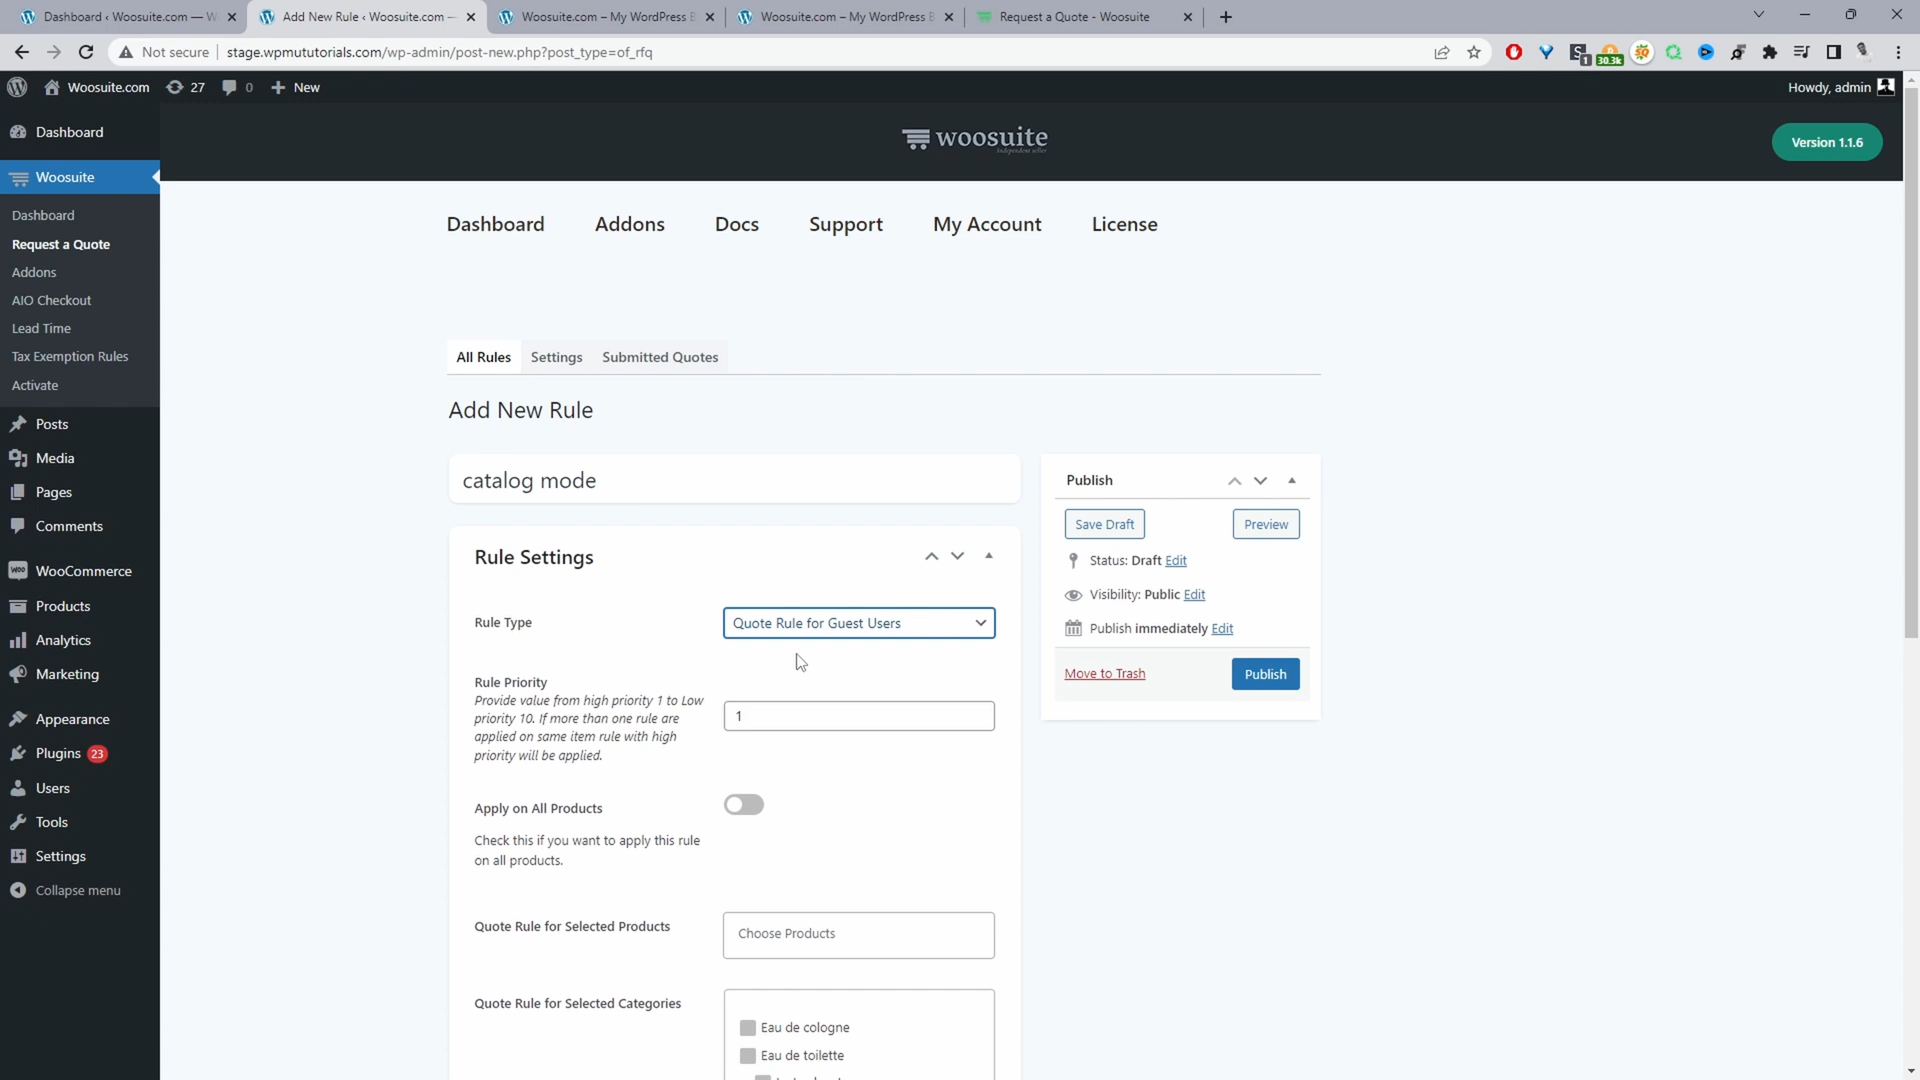 Dashboard ‹ Woosuite.com — W
Add New Rule ‹ Woosuite.com —
Woosuite.com – My WordPress B
Woosuite.com – My WordPress B
Request a Quote - Woosuite
Not secure
stage.wpmututorials.com/wp-admin/post-new.php?post_type=of_rfq
1
30.3k
Woosuite.com
27
0
New
Howdy, admin
woosuite
Version 1.1.6
Dashboard
Woosuite
Dashboard
Request a Quote
Addons
AIO Checkout
Lead Time
Tax Exemption Rules
Activate
Posts
Media
Pages
Comments
WooCommerce
Products
Analytics
Marketing
Appearance
Plugins 23
Users
Tools
Settings
Collapse menu
Dashboard Addons Docs Support My Account License
All Rules Settings Submitted Quotes
Add New Rule
catalog mode
Rule Settings
Rule Type
Quote Rule for Guest Users
Rule Priority
Provide value from high priority 1 to Low
priority 10. If more than one rule are
applied on same item rule with high
priority will be applied.
1
Apply on All Products
Check this if you want to apply this rule
on all products.
Quote Rule for Selected Products
Choose Products
Quote Rule for Selected Categories
Eau de cologne
Eau de toilette
Publish
Save Draft
Preview
Status: Draft Edit
Visibility: Public Edit
Publish immediately Edit
Move to Trash
Publish